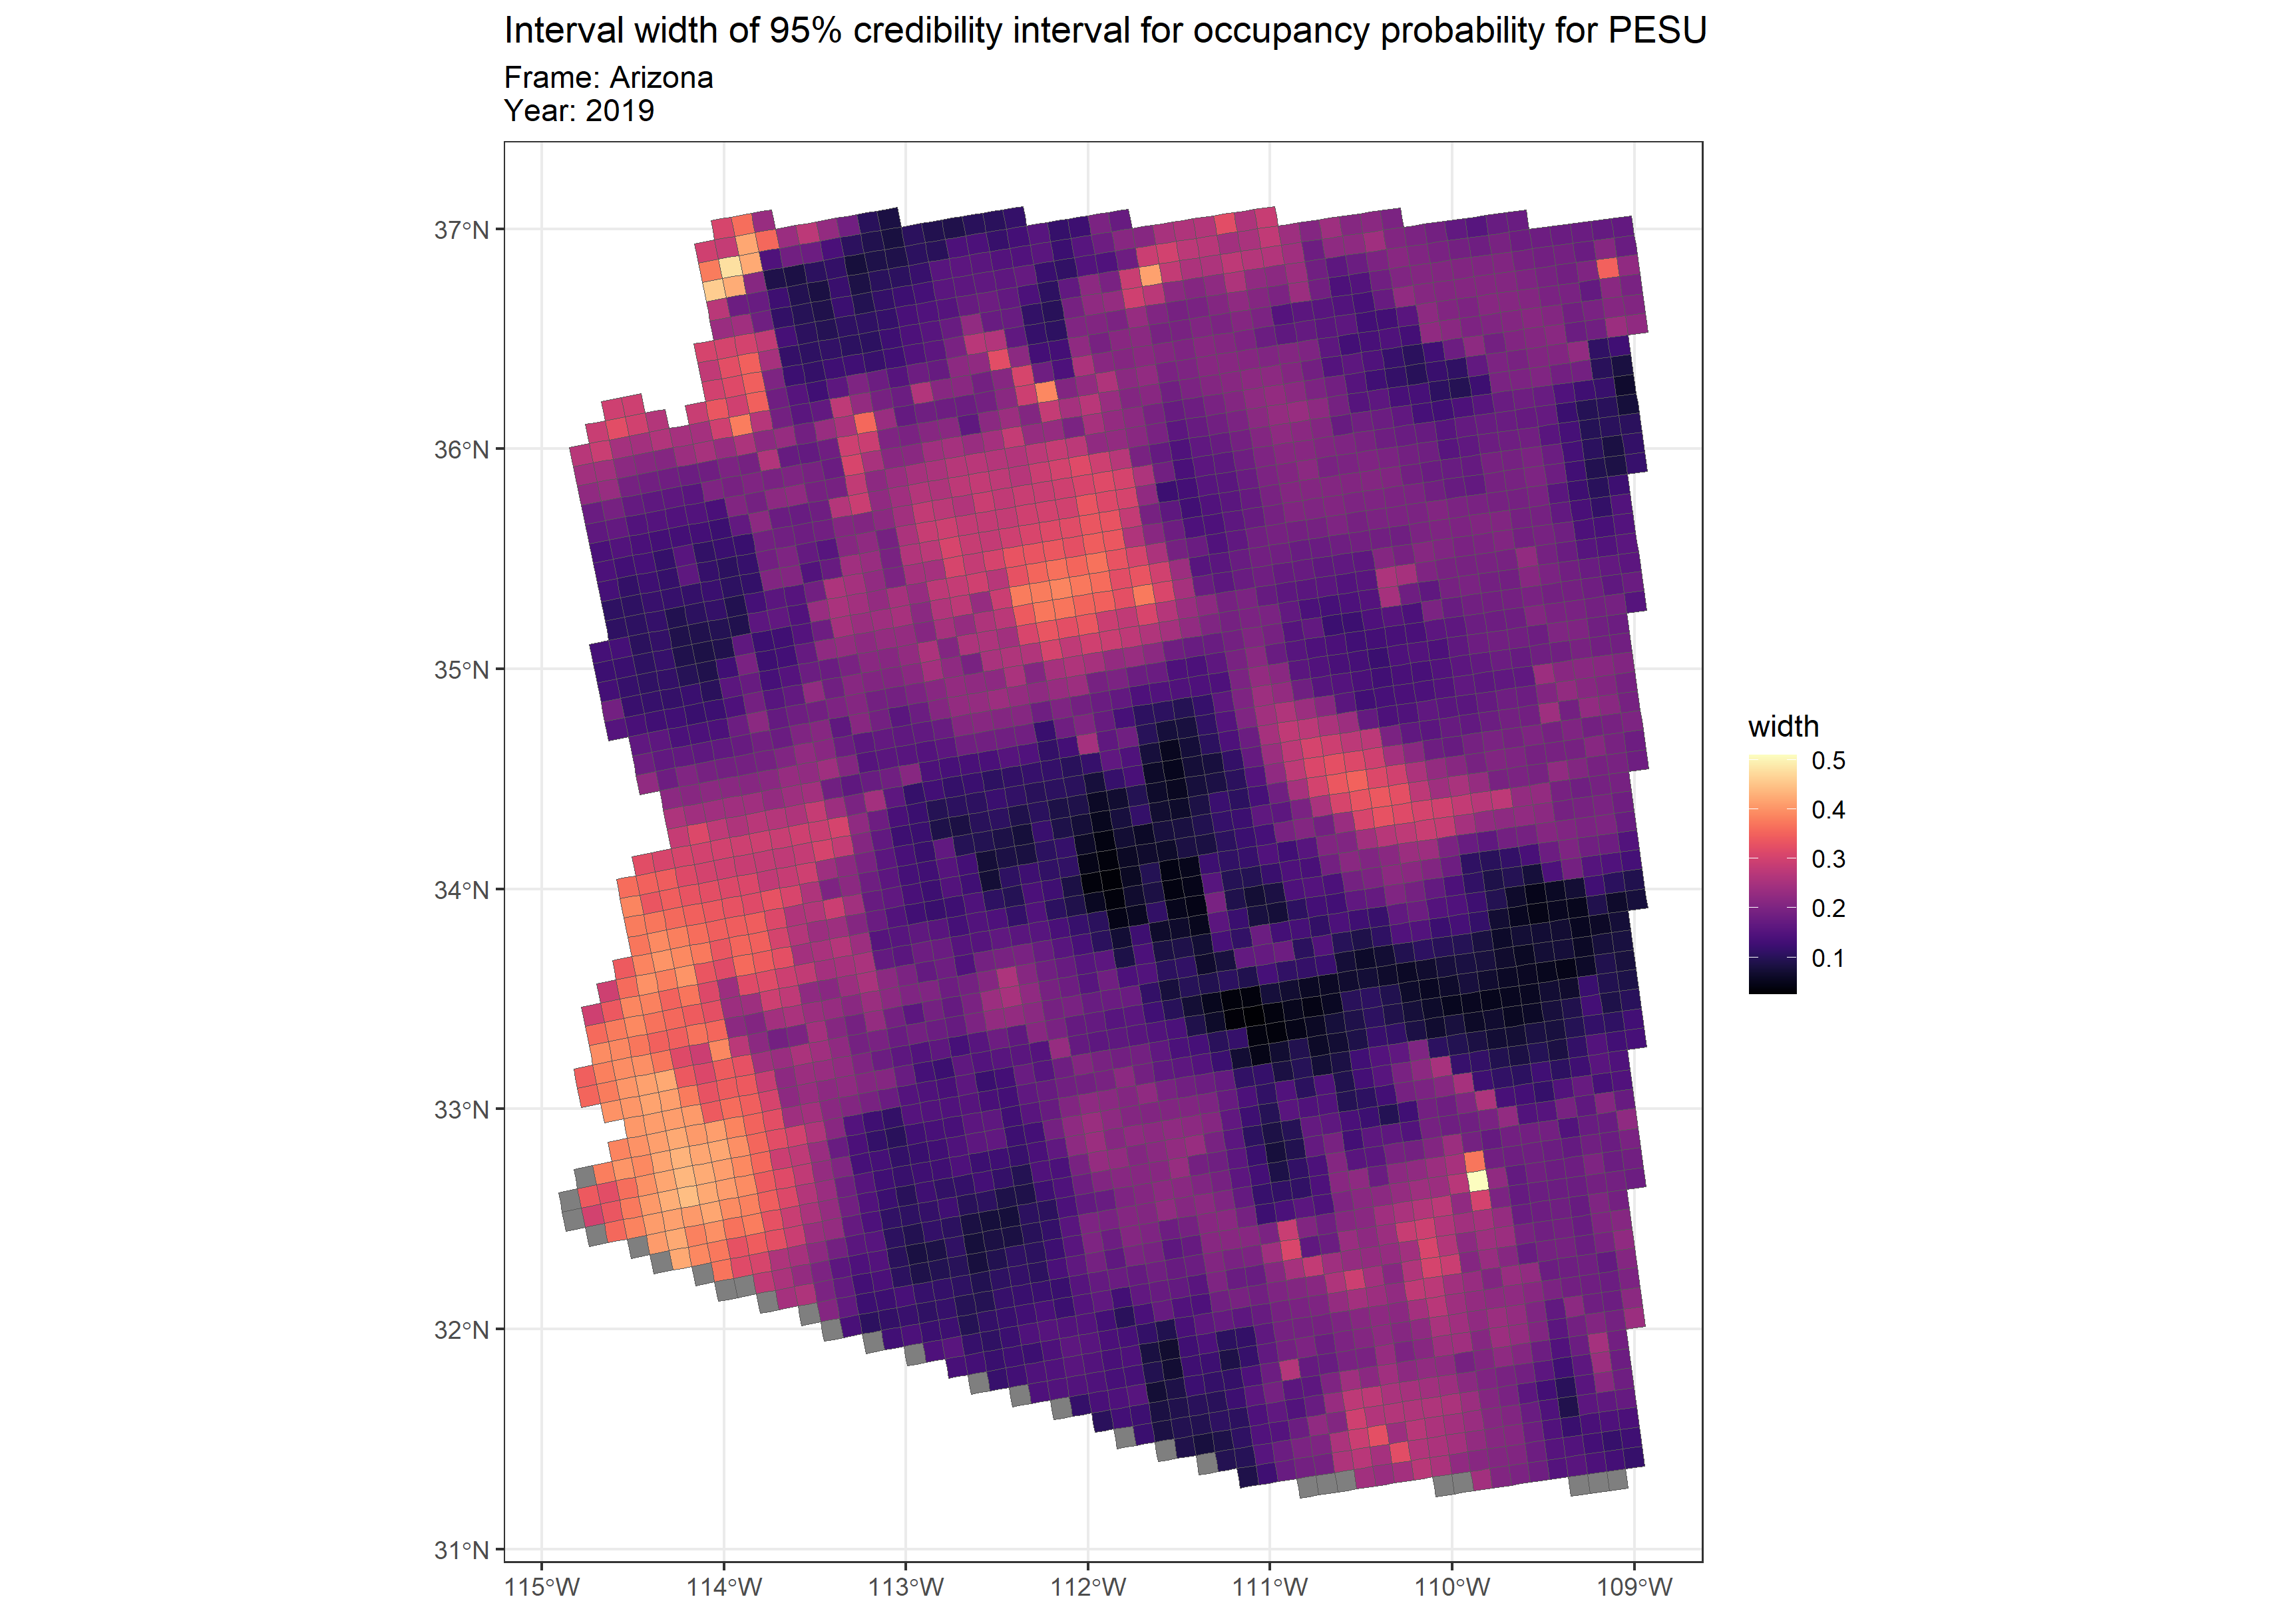 Interval width of 95% credibility interval for occupancy probability for PESU
Frame: Arizona
Year: 2019
37°N
36°N
35°N
34°N
33°N
32°N
31°N
115°W 114°W 113°W 112°W 111°W 110°W 109°W
width
0.5
0.4
0.3
0.2
0.1